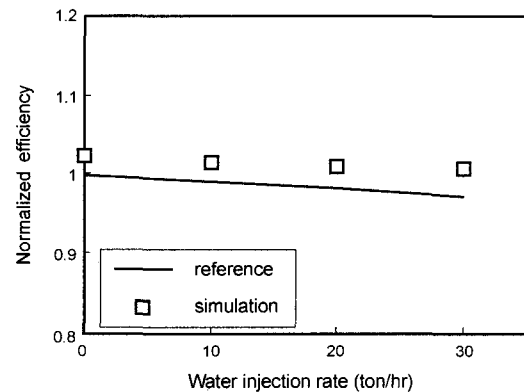 1.2
1.1
1
0.9
0.8
Normalized efficiency
reference
simulation
0 10 20 30
Water injection rate (ton/hr)